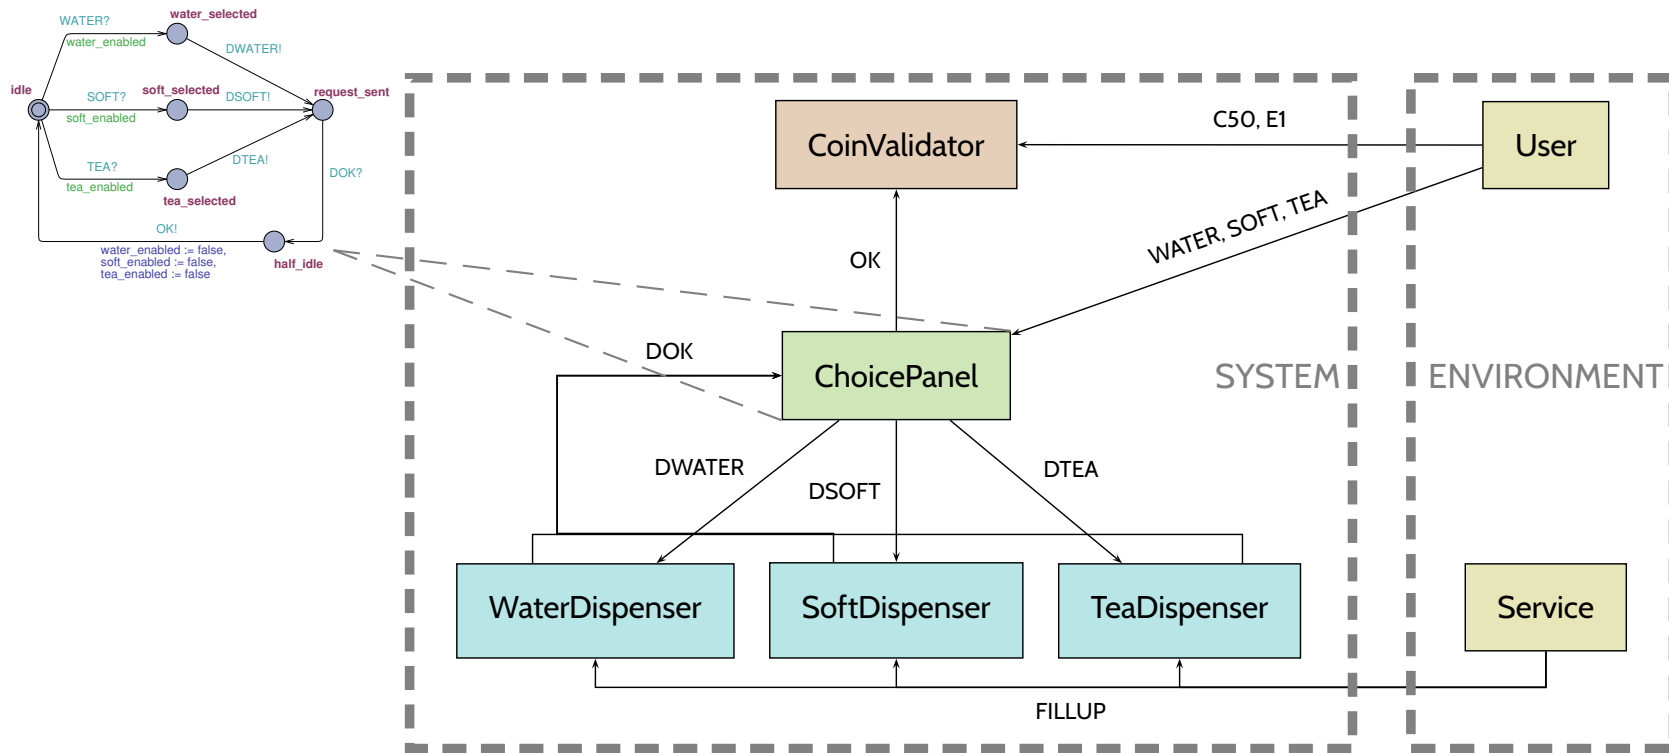 WATER?
water_enabled
water_selected
DWATER!
idle
SOFT?
soft_enabled
soft_selected
DSOFT!
request_sent
TEA?
tea_enabled
tea_selected
DTEA!
DOK?
OK!
water_enabled := false,
soft_enabled := false,
tea_enabled := false
half_idle
CoinValidator
C50, E1
User
WATER, SOFT, TEA
OK
DOK
ChoicePanel
SYSTEM
ENVIRONMENT
DWATER
DSOFT
DTEA
WaterDispenser
SoftDispenser
TeaDispenser
Service
FILLUP